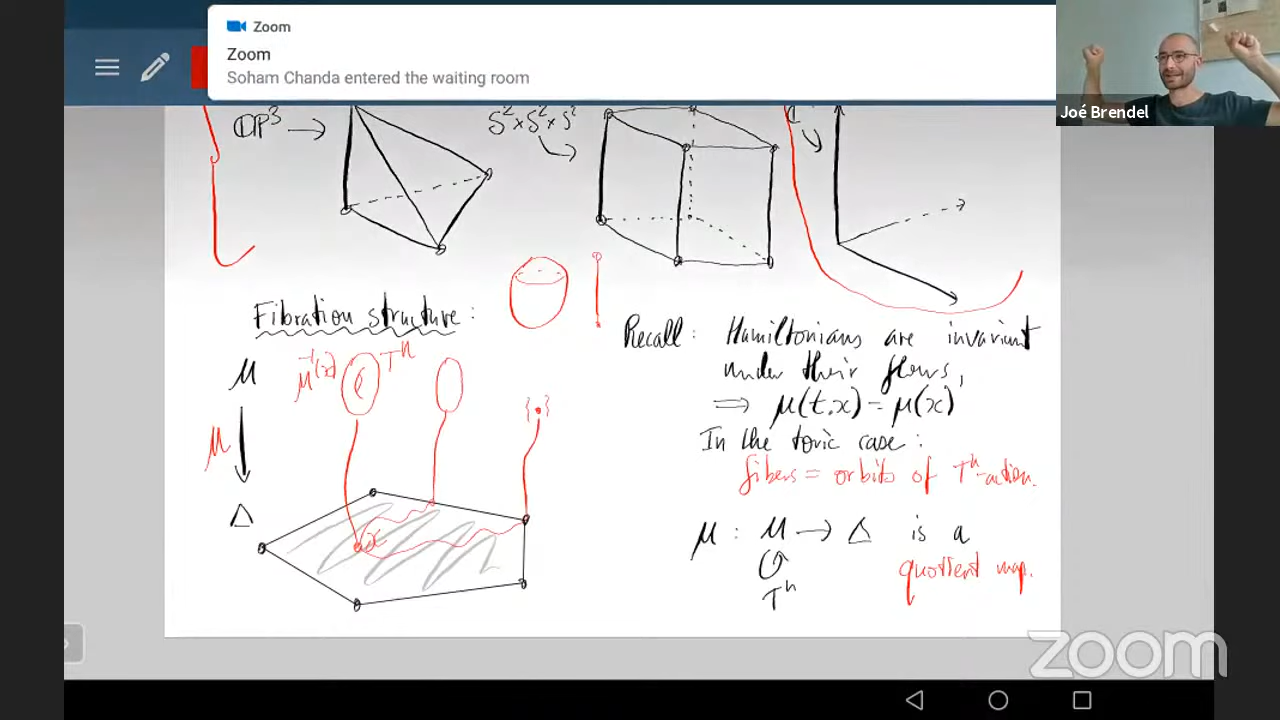 Zoom
Zoom
Soham Chanda entered the waiting room
Joé Brendel
ℂP³ →
S² × S² × S²
Fibration structure :
M
μ
Δ
μ⁻¹(x)
Tⁿ
{•}
x
Recall : Hamiltonians are invariant
under their flows,
⟹ μ(t.x) = μ(x)
In the toric case :
fibers = orbits of Tⁿ-action.
μ : M → Δ is a
quotient map.
Tⁿ
zoom